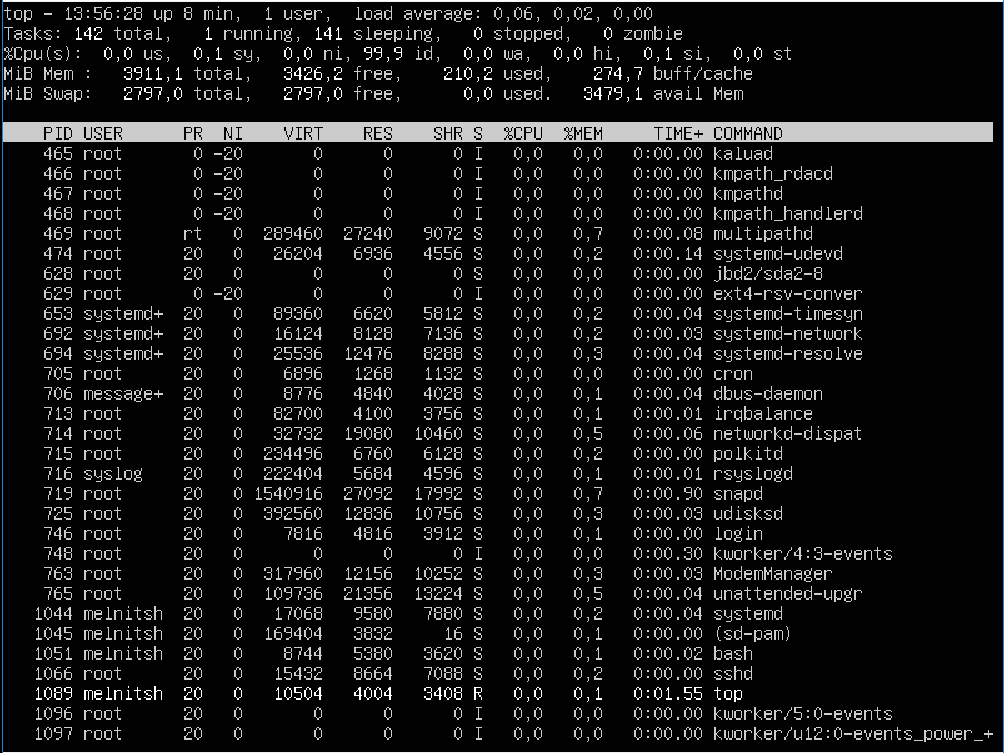 top - 13:56:28 up 8 min,  1 user,  load average: 0,06, 0,02, 0,00
Tasks: 142 total,   1 running, 141 sleeping,   0 stopped,   0 zombie
%Cpu(s):  0,0 us,  0,1 sy,  0,0 ni, 99,9 id,  0,0 wa,  0,0 hi,  0,1 si,  0,0 st
MiB Mem :   3911,1 total,   3426,2 free,    210,2 used,    274,7 buff/cache
MiB Swap:   2797,0 total,   2797,0 free,      0,0 used.   3479,1 avail Mem
PID USER      PR  NI    VIRT    RES    SHR S  %CPU  %MEM     TIME+ COMMAND
465 root       0 -20       0      0      0 I   0,0   0,0   0:00.00 kaluad
466 root       0 -20       0      0      0 I   0,0   0,0   0:00.00 kmpath_rdacd
467 root       0 -20       0      0      0 I   0,0   0,0   0:00.00 kmpathd
468 root       0 -20       0      0      0 I   0,0   0,0   0:00.00 kmpath_handlerd
469 root      rt   0  289460  27240   9072 S   0,0   0,7   0:00.08 multipathd
474 root      20   0   26204   6936   4556 S   0,0   0,2   0:00.14 systemd-udevd
628 root      20   0       0      0      0 S   0,0   0,0   0:00.00 jbd2/sda2-8
629 root       0 -20       0      0      0 I   0,0   0,0   0:00.00 ext4-rsv-conver
653 systemd+  20   0   89360   6620   5812 S   0,0   0,2   0:00.04 systemd-timesyn
692 systemd+  20   0   16124   8128   7136 S   0,0   0,2   0:00.03 systemd-network
694 systemd+  20   0   25536  12476   8288 S   0,0   0,3   0:00.04 systemd-resolve
705 root      20   0    6896   1268   1132 S   0,0   0,0   0:00.00 cron
706 message+  20   0    8776   4840   4028 S   0,0   0,1   0:00.04 dbus-daemon
713 root      20   0   82700   4100   3756 S   0,0   0,1   0:00.01 irqbalance
714 root      20   0   32732  19080  10460 S   0,0   0,5   0:00.06 networkd-dispat
715 root      20   0  234496   6760   6128 S   0,0   0,2   0:00.00 polkitd
716 syslog    20   0  222404   5684   4596 S   0,0   0,1   0:00.01 rsyslogd
719 root      20   0 1540916  27092  17992 S   0,0   0,7   0:00.90 snapd
725 root      20   0  392560  12836  10756 S   0,0   0,3   0:00.03 udisksd
746 root      20   0    7816   4816   3912 S   0,0   0,1   0:00.00 login
748 root      20   0       0      0      0 I   0,0   0,0   0:00.30 kworker/4:3-events
763 root      20   0  317960  12156  10252 S   0,0   0,3   0:00.03 ModemManager
765 root      20   0  109736  21356  13224 S   0,0   0,5   0:00.04 unattended-upgr
1044 melnitsh  20   0   17068   9580   7880 S   0,0   0,2   0:00.04 systemd
1045 melnitsh  20   0  169404   3832     16 S   0,0   0,1   0:00.00 (sd-pam)
1051 melnitsh  20   0    8744   5380   3620 S   0,0   0,1   0:00.02 bash
1066 root      20   0   15432   8664   7088 S   0,0   0,2   0:00.00 sshd
1089 melnitsh  20   0   10504   4004   3408 R   0,0   0,1   0:01.55 top
1096 root      20   0       0      0      0 I   0,0   0,0   0:00.00 kworker/5:0-events
1097 root      20   0       0      0      0 I   0,0   0,0   0:00.00 kworker/u12:0-events_power_+